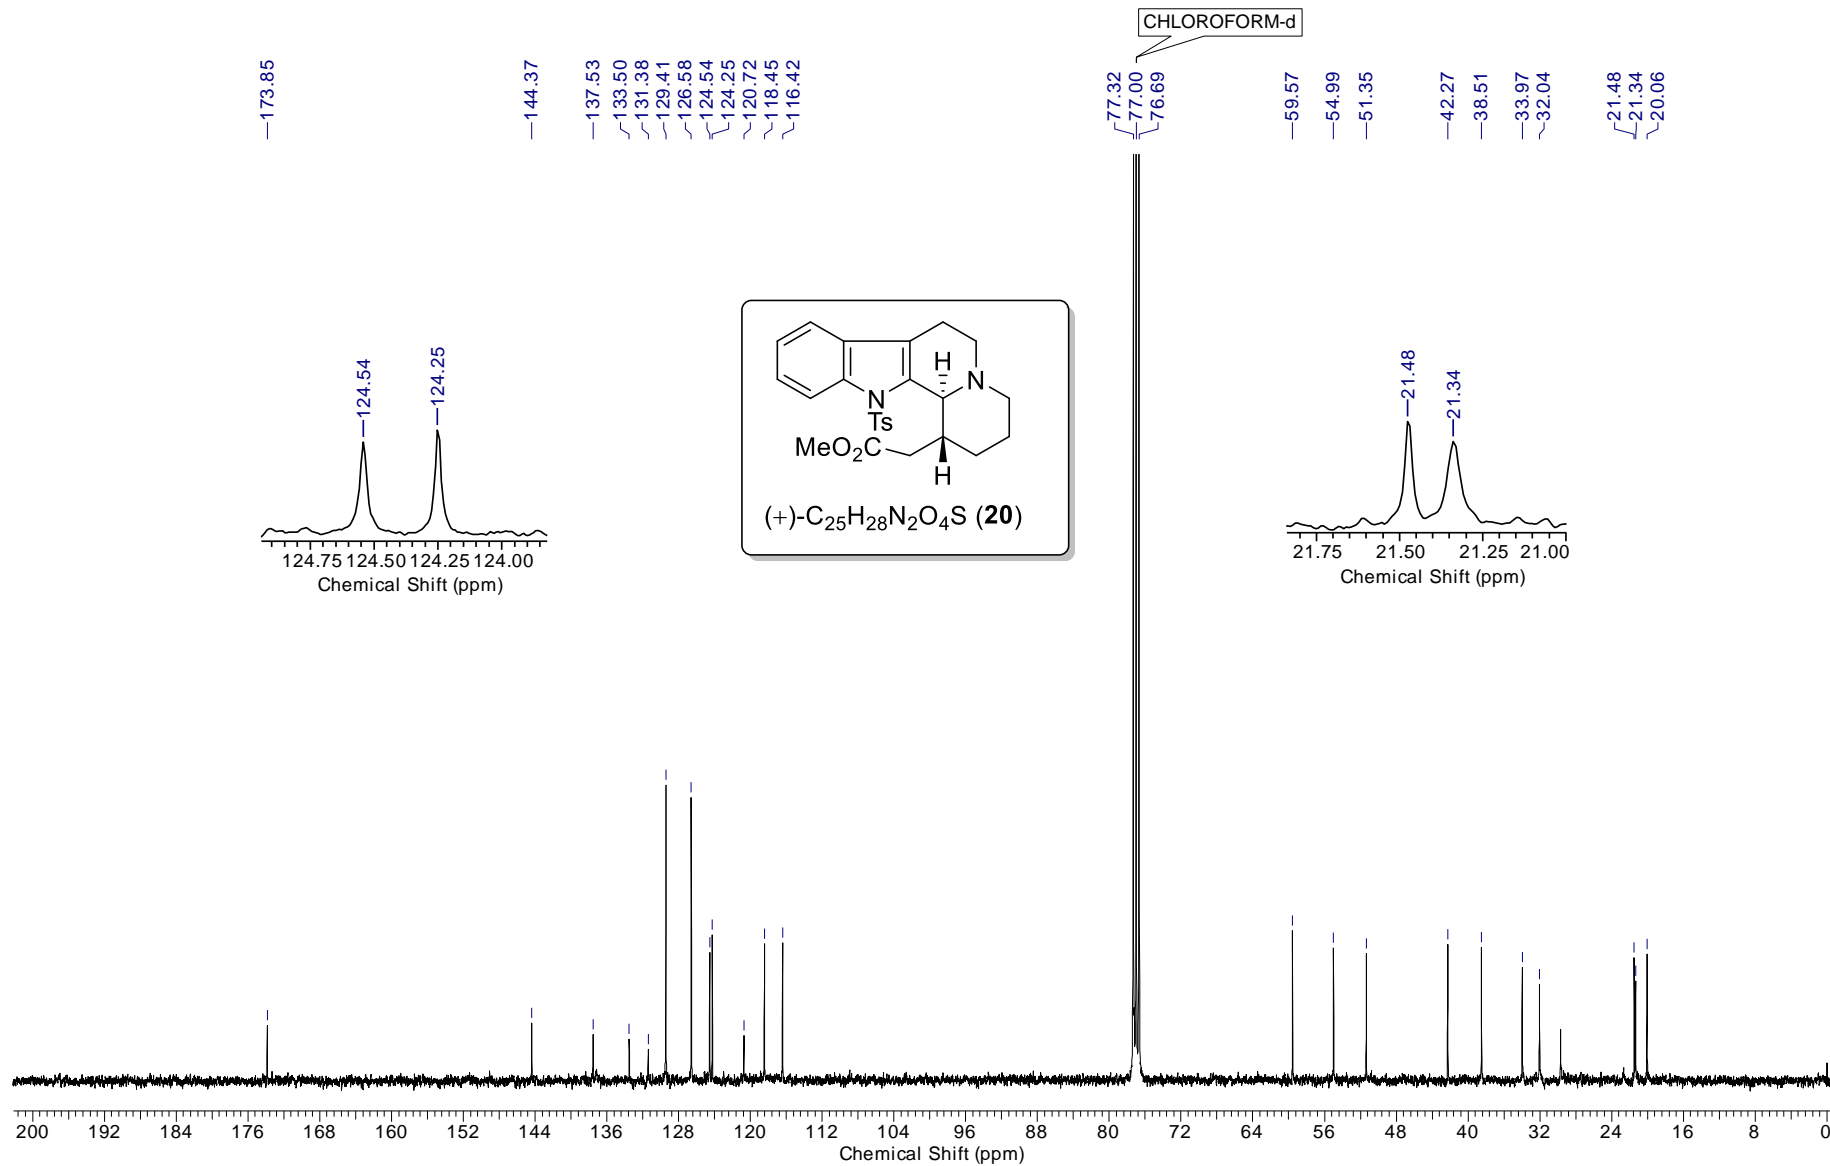 CHLOROFORM-d
173.85
144.37
137.53
133.50
131.38
129.41
126.58
124.54
124.25
120.72
118.45
116.42
77.32
77.00
76.69
59.57
54.99
51.35
42.27
38.51
33.97
32.04
21.48
21.34
20.06
124.54
124.25
124.75 124.50 124.25 124.00
Chemical Shift (ppm)
H
N
N
Ts
MeO2C
H
(+)-C25H28N2O4S (20)
21.48
21.34
21.75 21.50 21.25 21.00
Chemical Shift (ppm)
200 192 184 176 168 160 152 144 136 128 120 112 104 96 88 80 72 64 56 48 40 32 24 16 8 0
Chemical Shift (ppm)